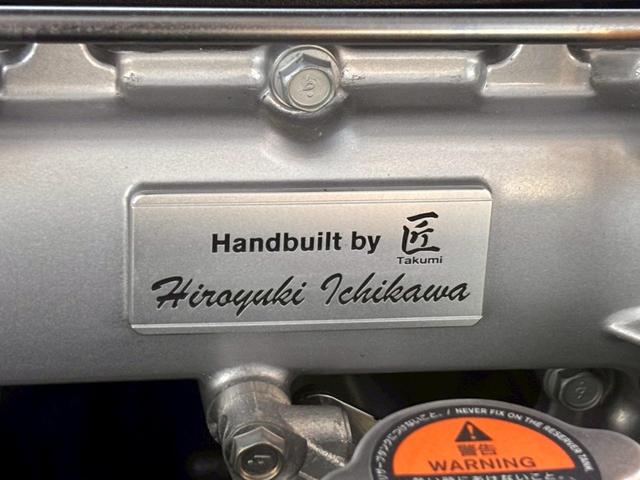 Handbuilt by 匠
Takumi
Hiroyuki Ichikawa
/ NEVER FIX ON THE RESERVER TANK
警告
WARNING